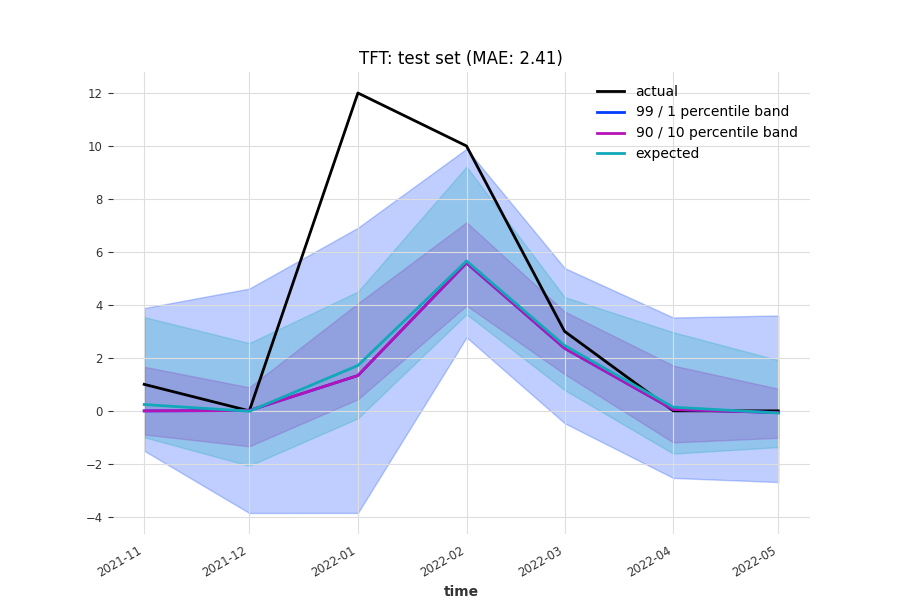 TFT: test set (MAE: 2.41)
actual
99 / 1 percentile band
90 / 10 percentile band
expected
12
10
8
6
4
2
0
−2
−4
2021-11
2021-12
2022-01
2022-02
2022-03
2022-04
2022-05
time